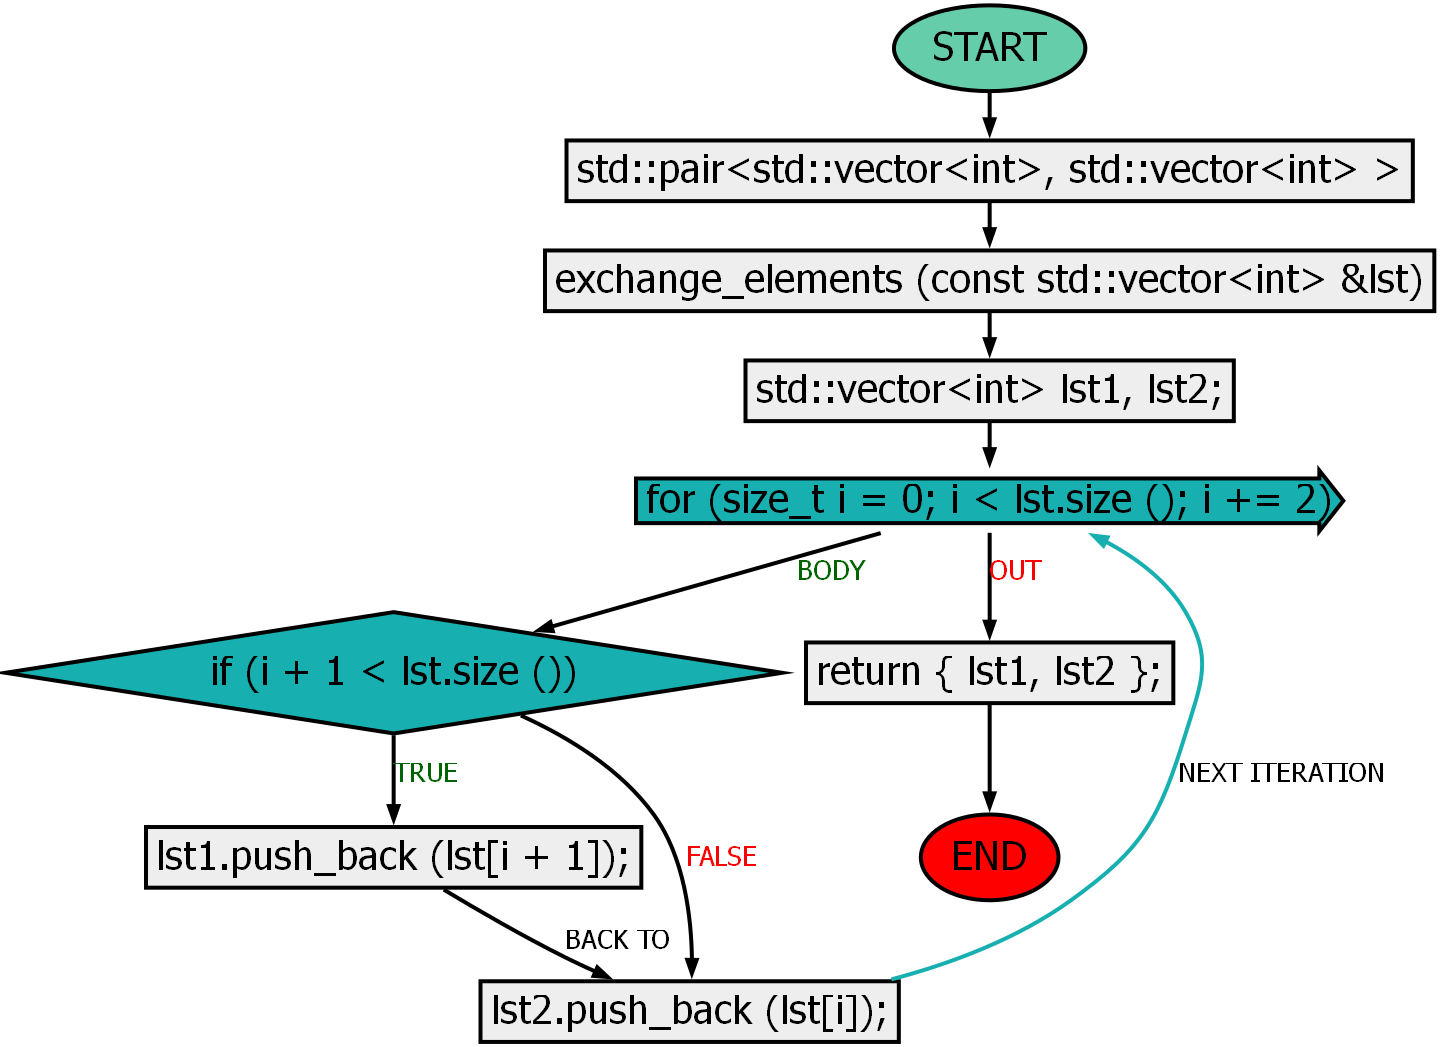 START
std::pair<std::vector<int>, std::vector<int> >
exchange_elements (const std::vector<int> &lst)
std::vector<int> lst1, lst2;
for (size_t i = 0; i < lst.size (); i += 2)
BODY
OUT
if (i + 1 < lst.size ())
return { lst1, lst2 };
TRUE
NEXT ITERATION
lst1.push_back (lst[i + 1]);
FALSE
END
BACK TO
lst2.push_back (lst[i]);